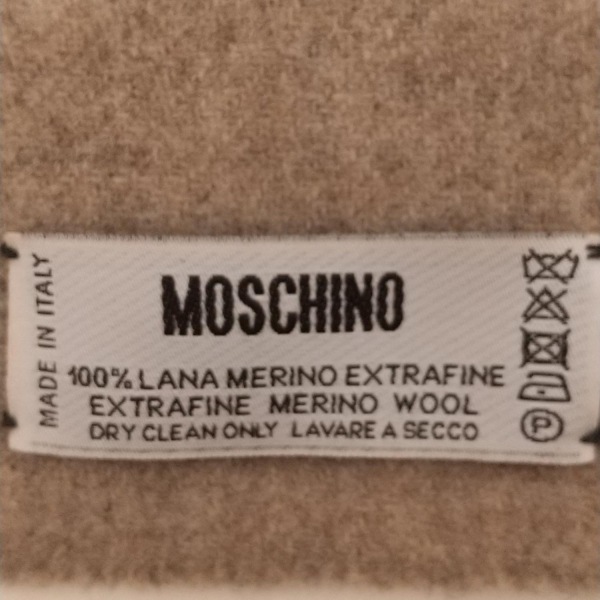 MADE IN ITALY
MOSCHINO
100% LANA MERINO EXTRAFINE
EXTRAFINE MERINO WOOL
DRY CLEAN ONLY LAVARE A SECCO
P